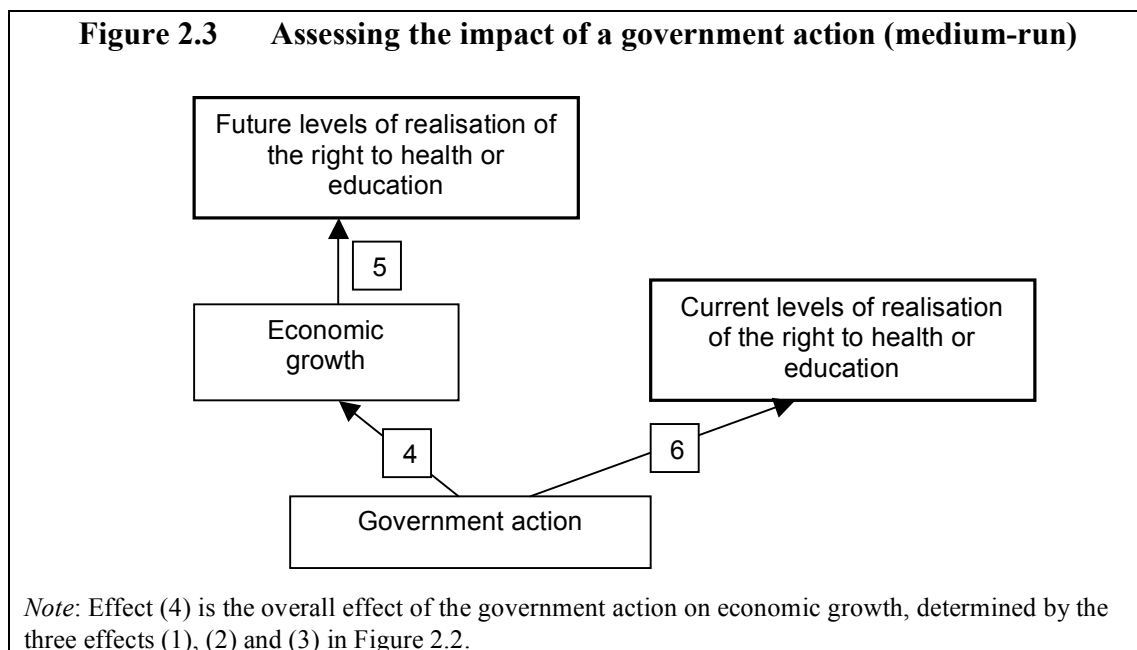 Figure 2.3 Assessing the impact of a government action (medium-run)
Future levels of realisation of
the right to health or
education
5
Economic
growth
Current levels of realisation
of the right to health or
education
4
6
Government action
Note: Effect (4) is the overall effect of the government action on economic growth, determined by the
three effects (1), (2) and (3) in Figure 2.2.